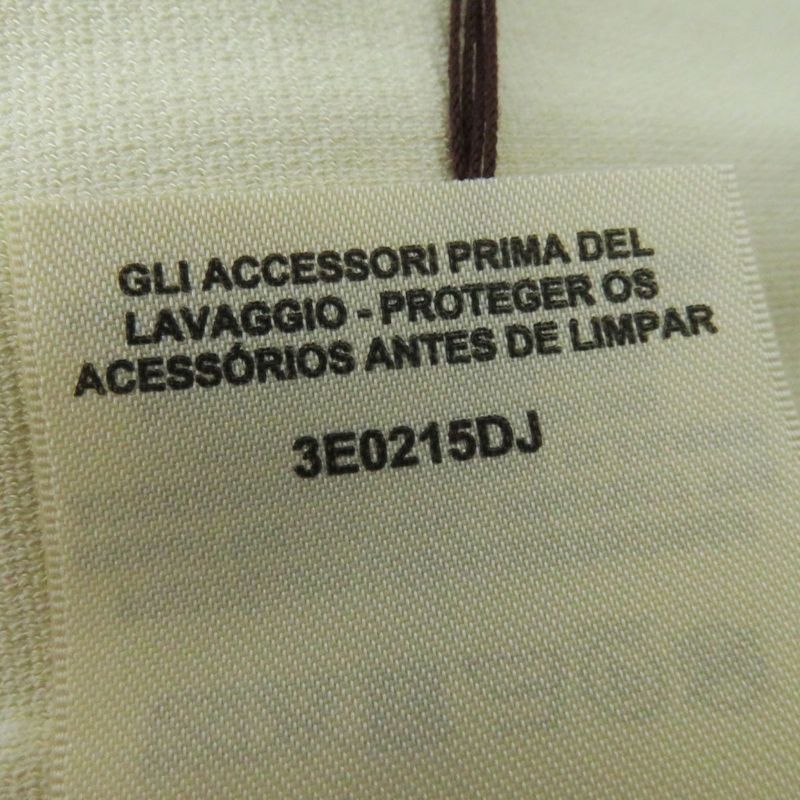 GLI ACCESSORI PRIMA DEL
LAVAGGIO - PROTEGER OS
ACESSÓRIOS ANTES DE LIMPAR
3E0215DJ